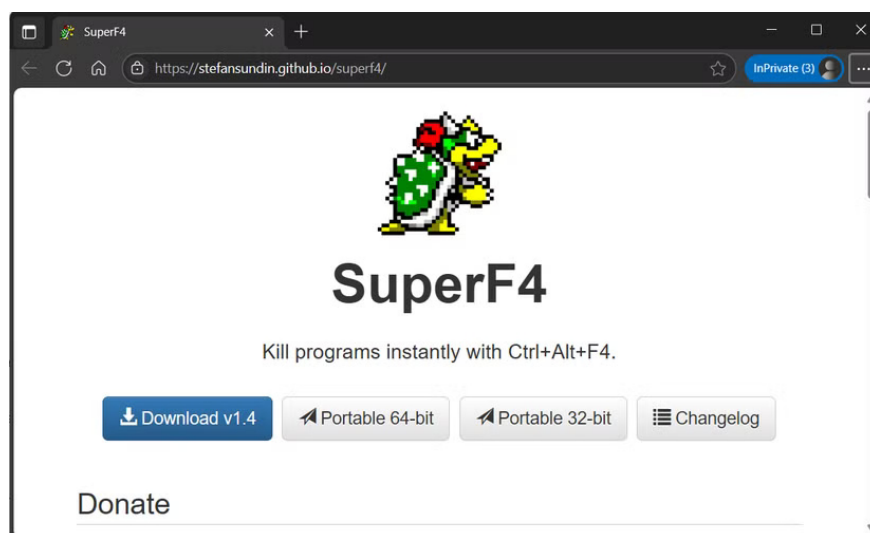 SuperF4
https://stefansundin.github.io/superf4/
InPrivate (3)
SuperF4
Kill programs instantly with Ctrl+Alt+F4.
Download v1.4
Portable 64-bit
Portable 32-bit
Changelog
Donate